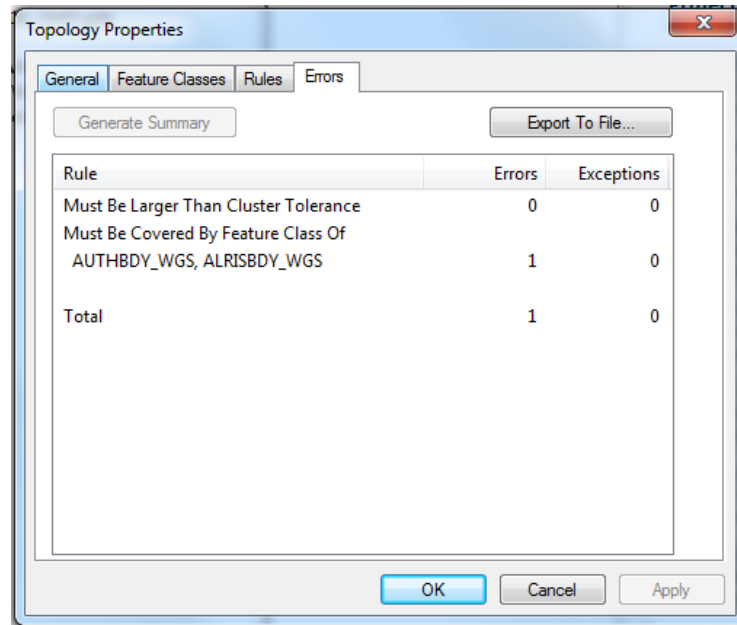 Topology Properties
General Feature Classes Rules Errors
Generate Summary Export To File...
Rule Errors Exceptions
Must Be Larger Than Cluster Tolerance 0 0
Must Be Covered By Feature Class Of
AUTHBDY_WGS, ALRISBDY_WGS 1 0
Total 1 0
OK Cancel Apply